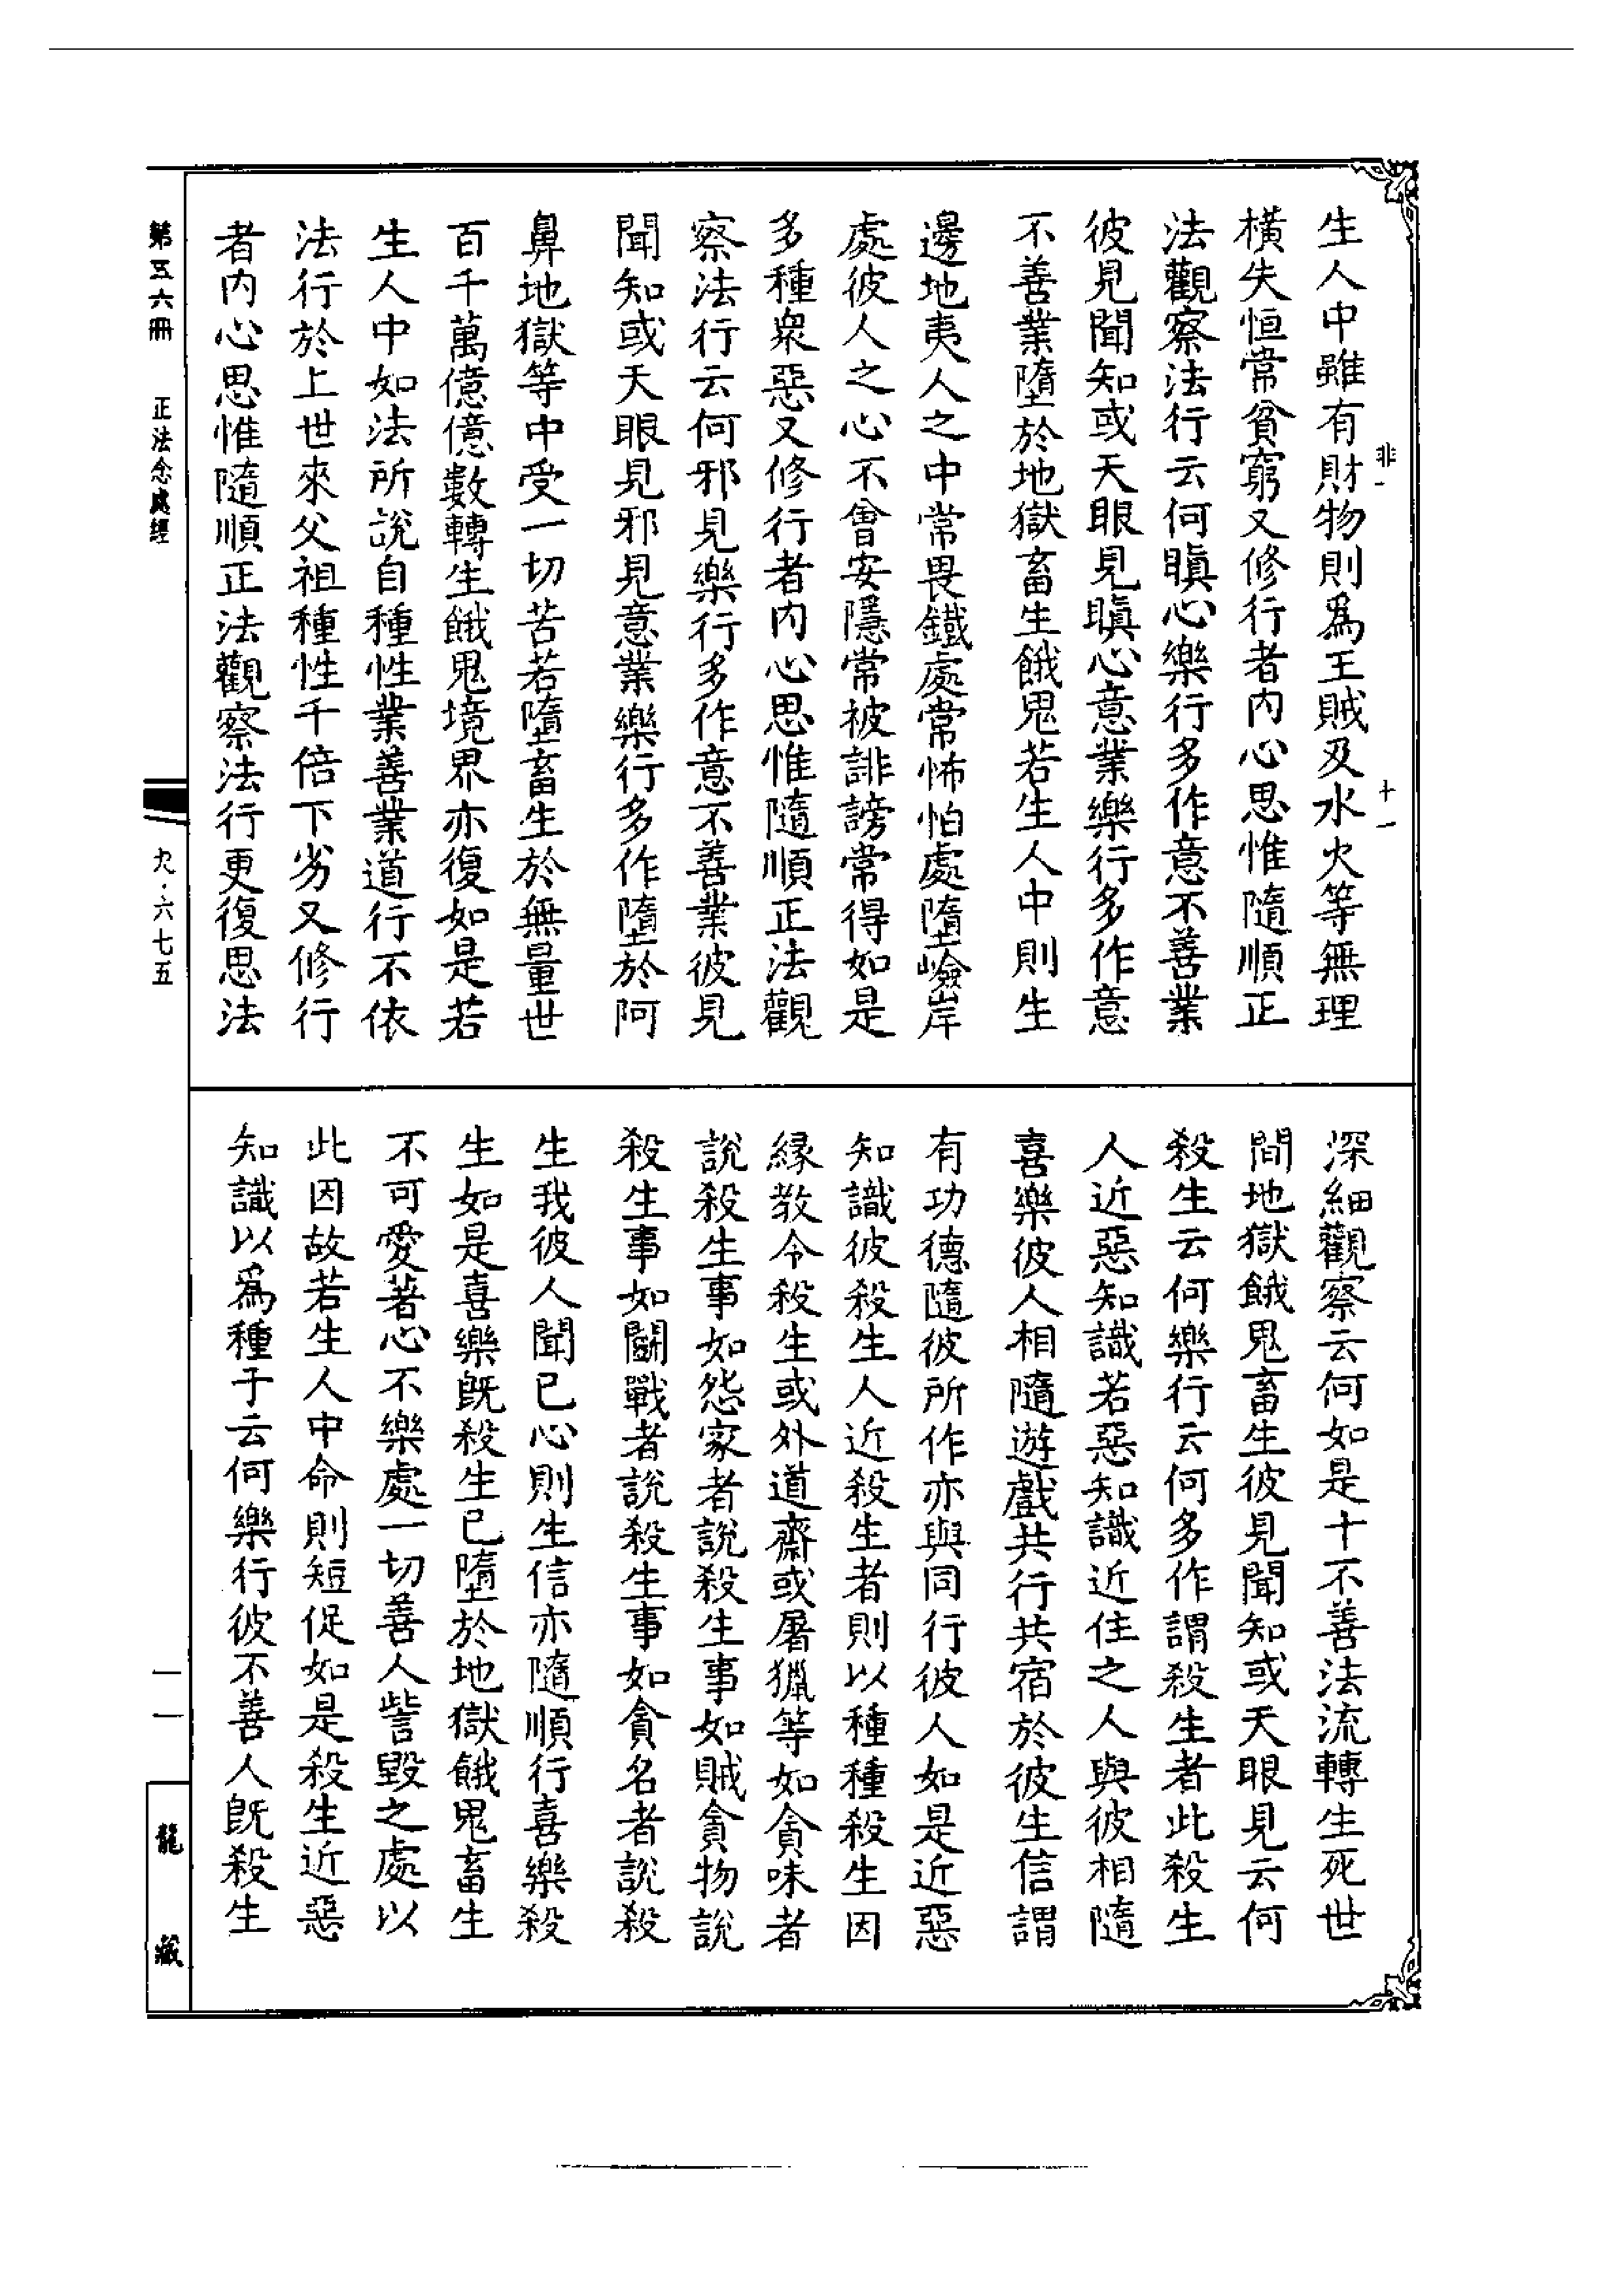 非一
十一
生人中雖有財物則爲王賊及水火等無理
橫失恒常貧窮又修行者內心思惟隨順正
法觀察法行云何瞋心樂行多作意不善業
彼見聞知或天眼見瞋心意業樂行多作意
不善業墮於地獄畜生餓鬼若生人中則生
邊地夷人之中常畏鐵處常怖怕處墮嶮岸
處彼人之心不會安隱常被誹謗常得如是
多種衆惡又修行者內心思惟隨順正法觀
察法行云何邪見樂行多作意不善業彼見
聞知或天眼見邪見意業樂行多作墮於阿
鼻地獄等中受一切苦若墮畜生於無量世
百千萬億億數轉生餓鬼境界亦復如是若
生人中如法所說自種性業善業道行不依
法行於上世來父祖種性千倍下劣又修行
者內心思惟隨順正法觀察法行更復思法
深細觀察云何如是十不善法流轉生死世
間地獄餓鬼畜生彼見聞知或天眼見云何
殺生云何樂行云何多作謂殺生者此殺生
人近惡知識若惡知識近住之人與彼相隨
喜樂彼人相隨遊戲共行共宿於彼生信謂
有功德隨彼所作亦與同行彼人如是近惡
知識彼殺生人近殺生者則以種種殺生因
緣教令殺生或外道齋或屠獵等如貪味者
說殺生事如怨家者說殺生事如賊貪物說
殺生事如鬭戰者說殺生事如貪名者說殺
生我彼人聞已心則生信亦隨順行喜樂殺
生如是喜樂旣殺生已墮於地獄餓鬼畜生
不可愛著心不樂處一切善人訾毀之處以
此因故若生人中命則短促如是殺生近惡
知識以爲種子云何樂行彼不善人旣殺生
第五六冊
正法念處經
九·六七五
一一
龍藏